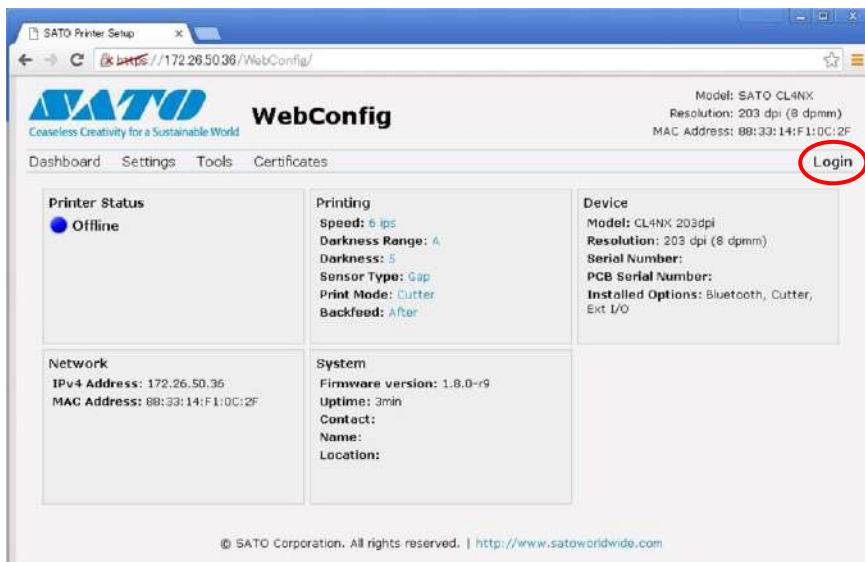 SATO Printer Setup
https://172.26.50.36/WebConfig/
SATO
Ceaseless Creativity for a Sustainable World
WebConfig
Model: SATO CL4NX
Resolution: 203 dpi (8 dpmm)
MAC Address: 88:33:14:F1:0C:2F
Dashboard Settings Tools Certificates Login
Printer Status
Offline
Printing
Speed: 6 ips
Darkness Range: A
Darkness: 5
Sensor Type: Gap
Print Mode: Cutter
Backfeed: After
Device
Model: CL4NX 203dpi
Resolution: 203 dpi (8 dpmm)
Serial Number:
PCB Serial Number:
Installed Options: Bluetooth, Cutter,
Ext I/O
Network
IPv4 Address: 172.26.50.36
MAC Address: 88:33:14:F1:0C:2F
System
Firmware version: 1.8.0-r9
Uptime: 3min
Contact:
Name:
Location:
© SATO Corporation. All rights reserved. | http://www.satoworldwide.com